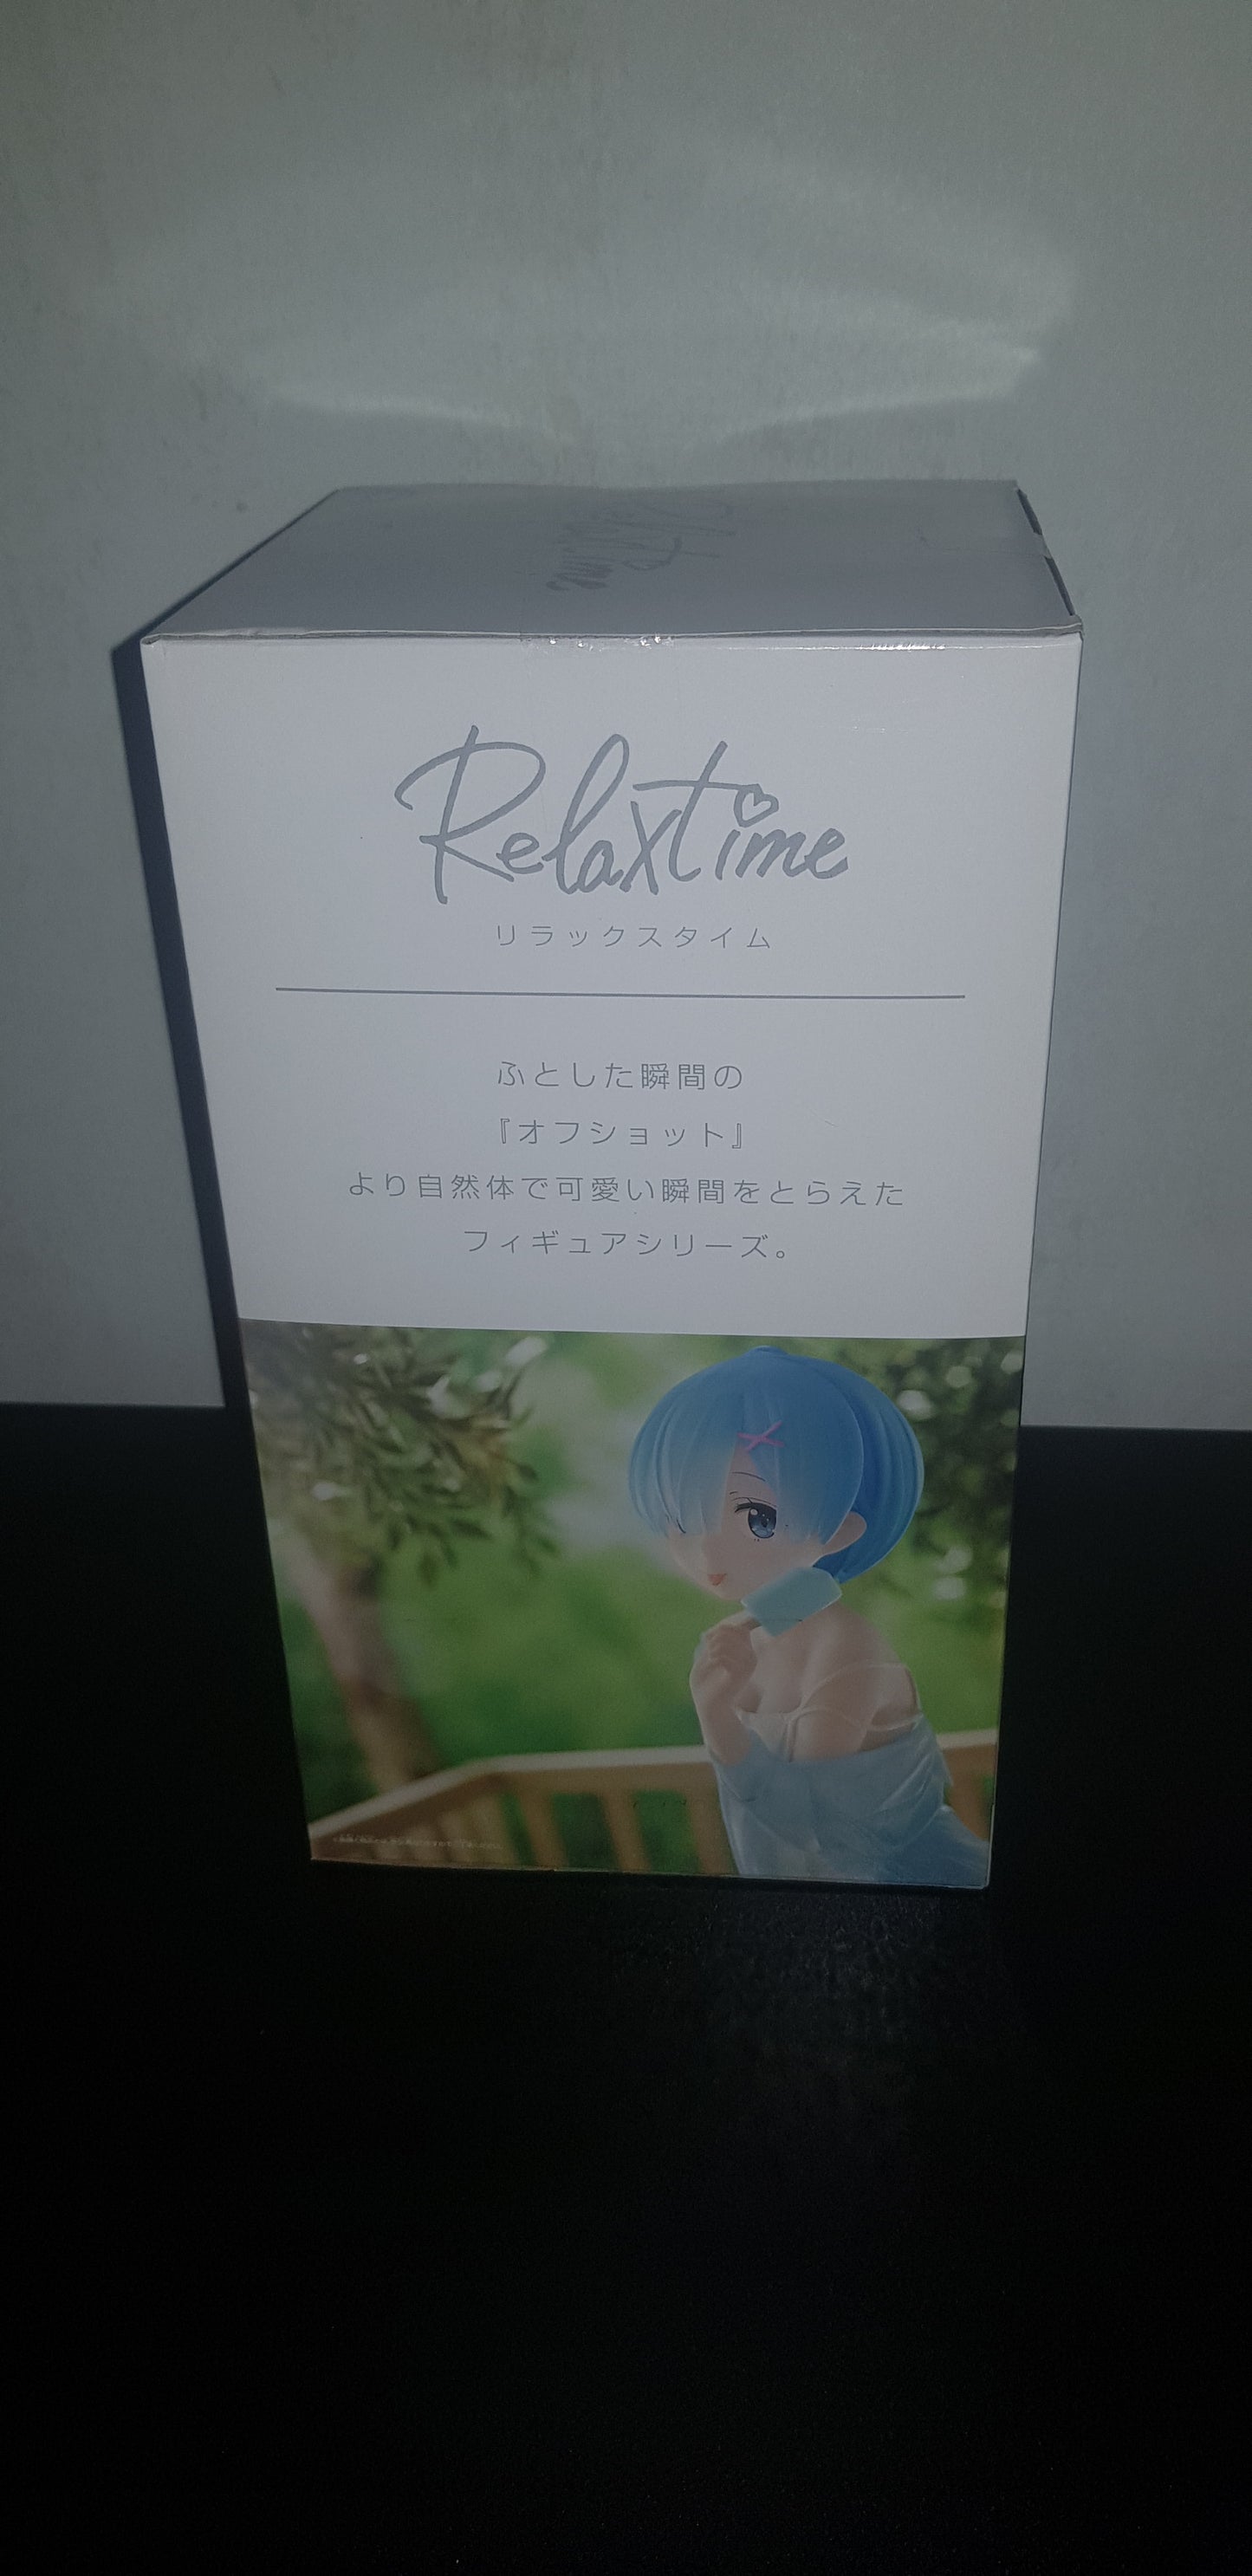 Relaxtime
Relaxtime
リラックスタイム
ふとした瞬間の
『オフショット』
より自然体で可愛い瞬間をとらえた
フィギュアシリーズ。